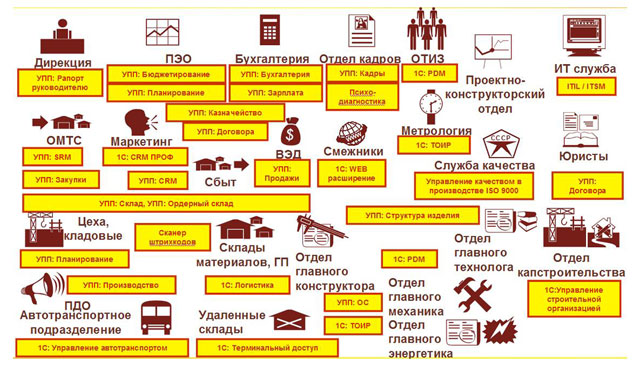 Дирекция
УПП: Рапорт
руководителю
ПЭО
УПП: Бюджетирование
УПП: Планирование
Бухгалтерия
УПП: Бухгалтерия
УПП: Зарплата
Отдел кадров
УПП: Кадры
Психо-
диагностика
ОТИЗ
1С: PDM
Проектно-
конструкторский
отдел
ИТ служба
ITIL / ITSM
УПП: Казначейство
УПП: Договора
ОМТС
УПП: SRM
УПП: Закупки
Маркетинг
1С: CRM ПРОФ
УПП: CRM
Сбыт
ВЭД
УПП:
Продажи
Смежники
1С: WEB
расширение
Метрология
1С: ТОИР
СССР
Служба качества
Управление качеством в
производстве ISO 9000
Юристы
УПП:
Договора
УПП: Склад, УПП: Ордерный склад
УПП: Структура изделия
Цеха,
кладовые
УПП: Планирование
УПП: Производство
Сканер
штрихкодов
Склады
материалов, ГП
1С: Логистика
Отдел
главного
конструктора
1С: PDM
Отдел
главного
технолога
Отдел
капстроительства
1С:Управление
строительной
организацией
УПП: ОС
1С: ТОИР
Отдел
главного
механика
Отдел
главного
энергетика
ПДО
Автотранспортное
подразделение
1С: Управление автотранспортом
Удаленные
склады
1С: Терминальный доступ